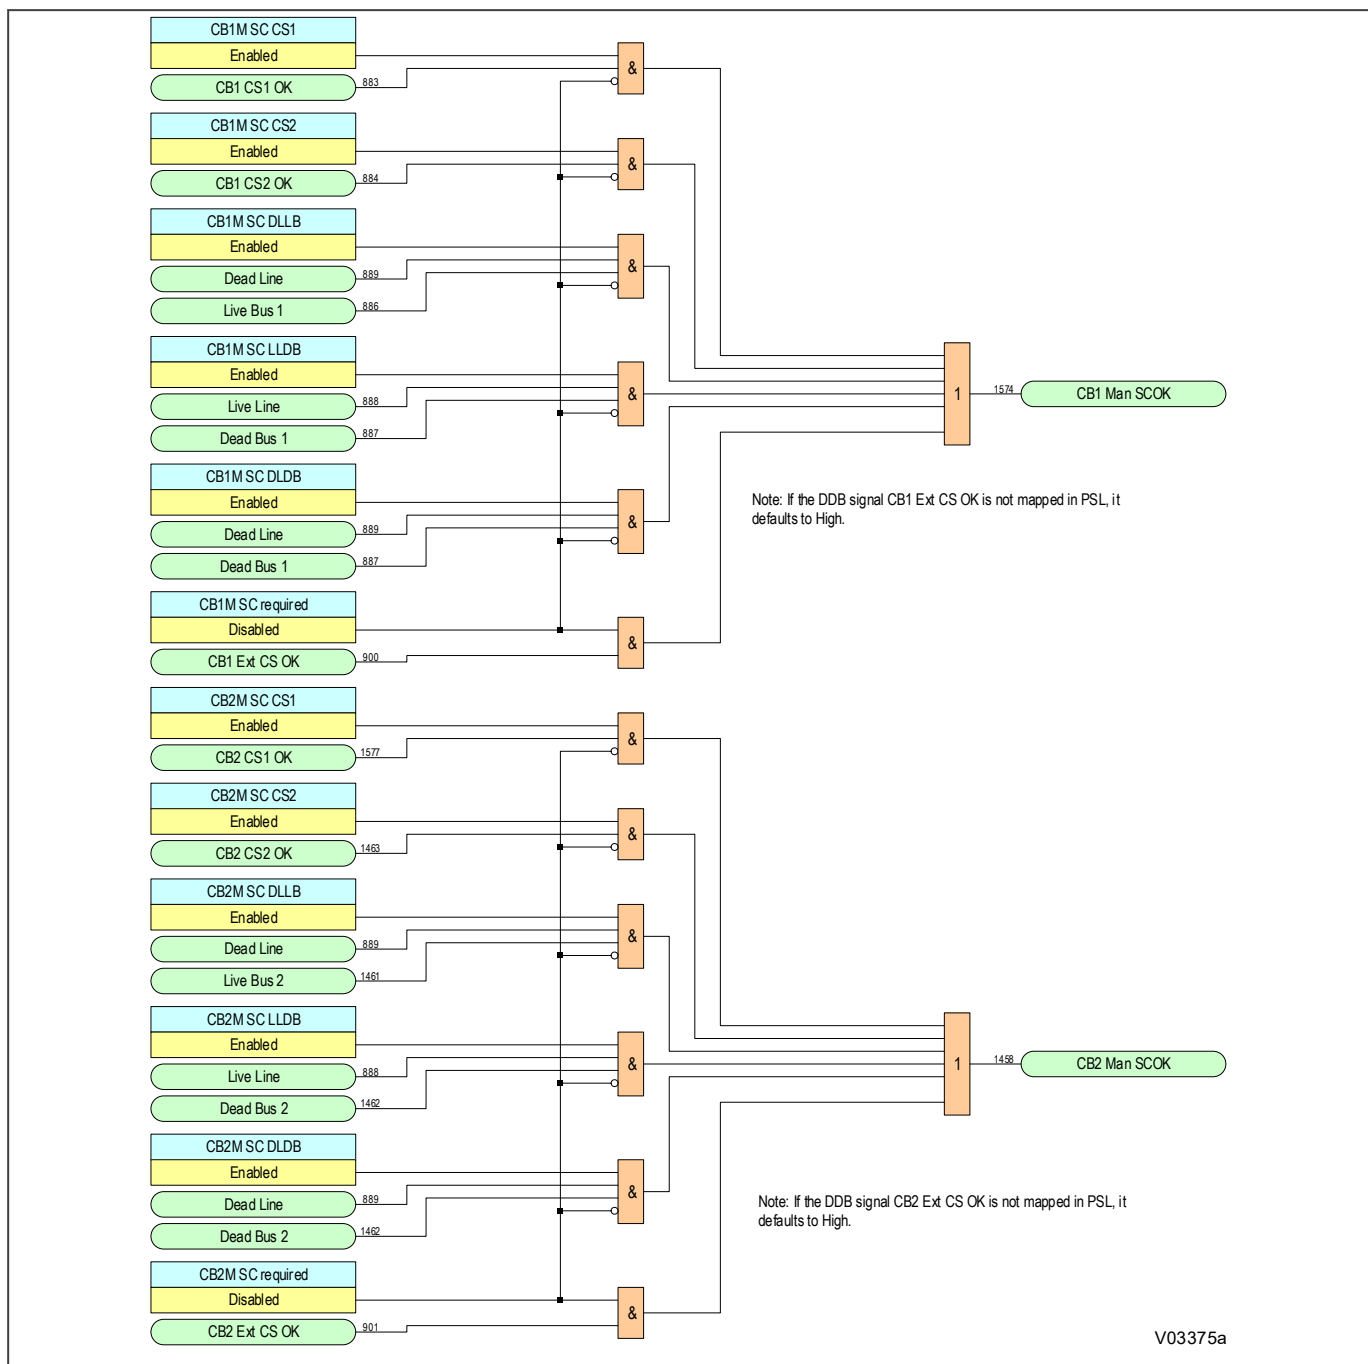 CB1M SC CS1
Enabled
CB1 CS1 OK
883
&
CB1M SC CS2
Enabled
CB1 CS2 OK
884
&
CB1M SC DLLB
Enabled
Dead Line
889
Live Bus 1
886
&
CB1M SC LLDB
Enabled
Live Line
888
Dead Bus 1
887
&
1
1574
CB1 Man SCOK
CB1M SC DLDB
Enabled
Dead Line
889
Dead Bus 1
887
&
Note: If the DDB signal CB1 Ext CS OK is not mapped in PSL, it
defaults to High.
CB1M SC required
Disabled
CB1 Ext CS OK
900
&
CB2M SC CS1
Enabled
CB2 CS1 OK
1577
&
CB2M SC CS2
Enabled
CB2 CS2 OK
1463
&
CB2M SC DLLB
Enabled
Dead Line
889
Live Bus 2
1461
&
CB2M SC LLDB
Enabled
Live Line
888
Dead Bus 2
1462
&
1
1458
CB2 Man SCOK
CB2M SC DLDB
Enabled
Dead Line
889
Dead Bus 2
1462
&
Note: If the DDB signal CB2 Ext CS OK is not mapped in PSL, it
defaults to High.
CB2M SC required
Disabled
CB2 Ext CS OK
901
&
V03375a